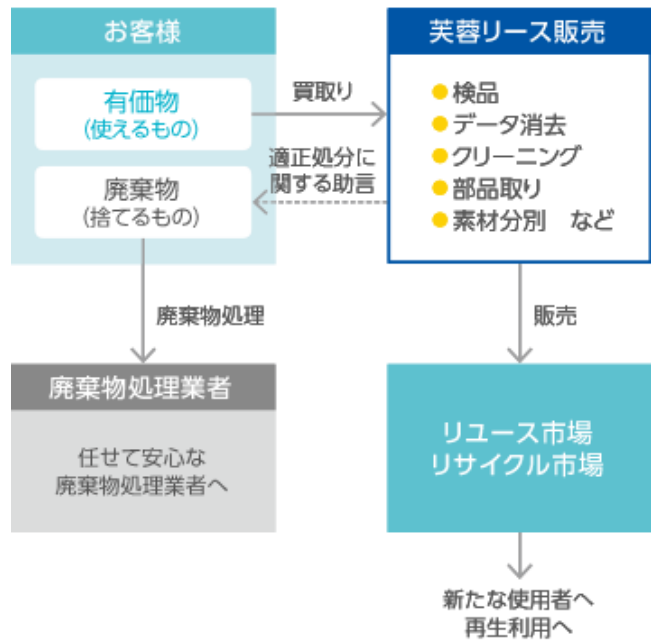 お客様
有価物
(使えるもの)
廃棄物
(捨てるもの)
買取り
適正処分に
関する助言
芙蓉リース販売
●検品
●データ消去
●クリーニング
●部品取り
●素材分別　など
廃棄物処理
販売
廃棄物処理業者
任せて安心な
廃棄物処理業者へ
リユース市場
リサイクル市場
新たな使用者へ
再生利用へ